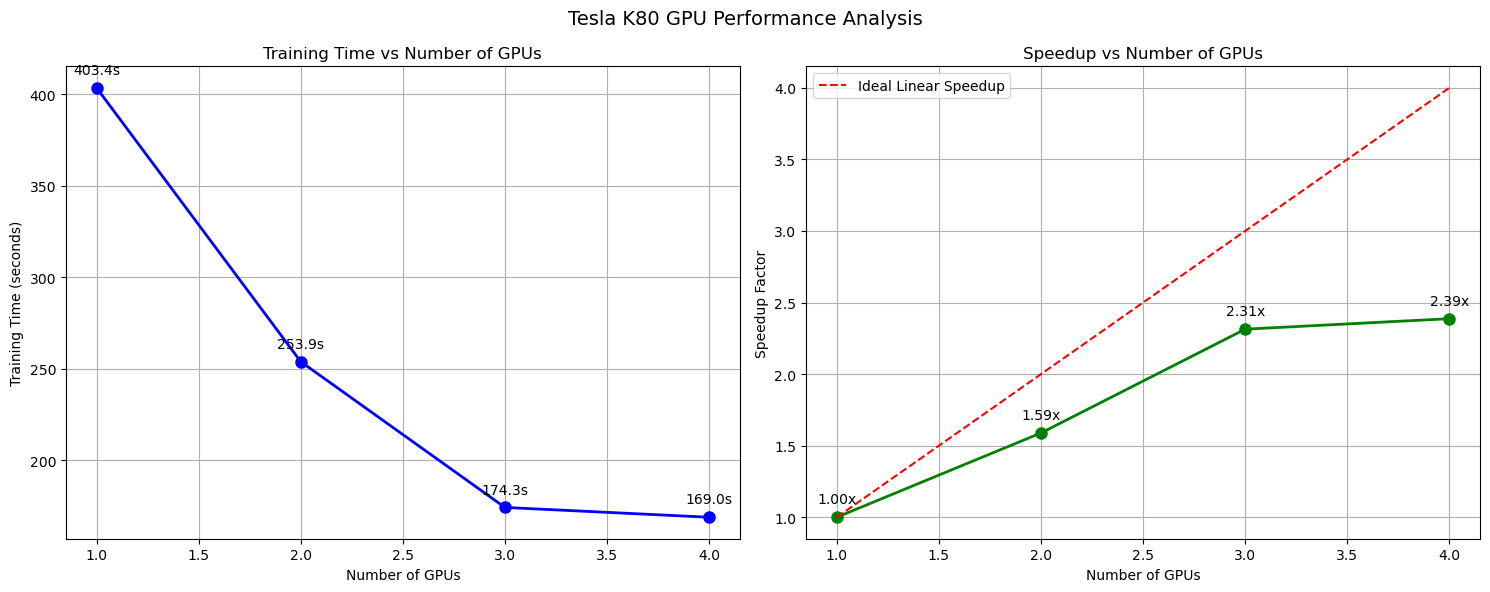 Tesla K80 GPU Performance Analysis
Training Time vs Number of GPUs
403.4s
253.9s
174.3s
169.0s
400
350
300
250
200
Training Time (seconds)
1.0 1.5 2.0 2.5 3.0 3.5 4.0
Number of GPUs
Speedup vs Number of GPUs
Ideal Linear Speedup
1.00x
1.59x
2.31x
2.39x
4.0
3.5
3.0
2.5
2.0
1.5
1.0
Speedup Factor
1.0 1.5 2.0 2.5 3.0 3.5 4.0
Number of GPUs